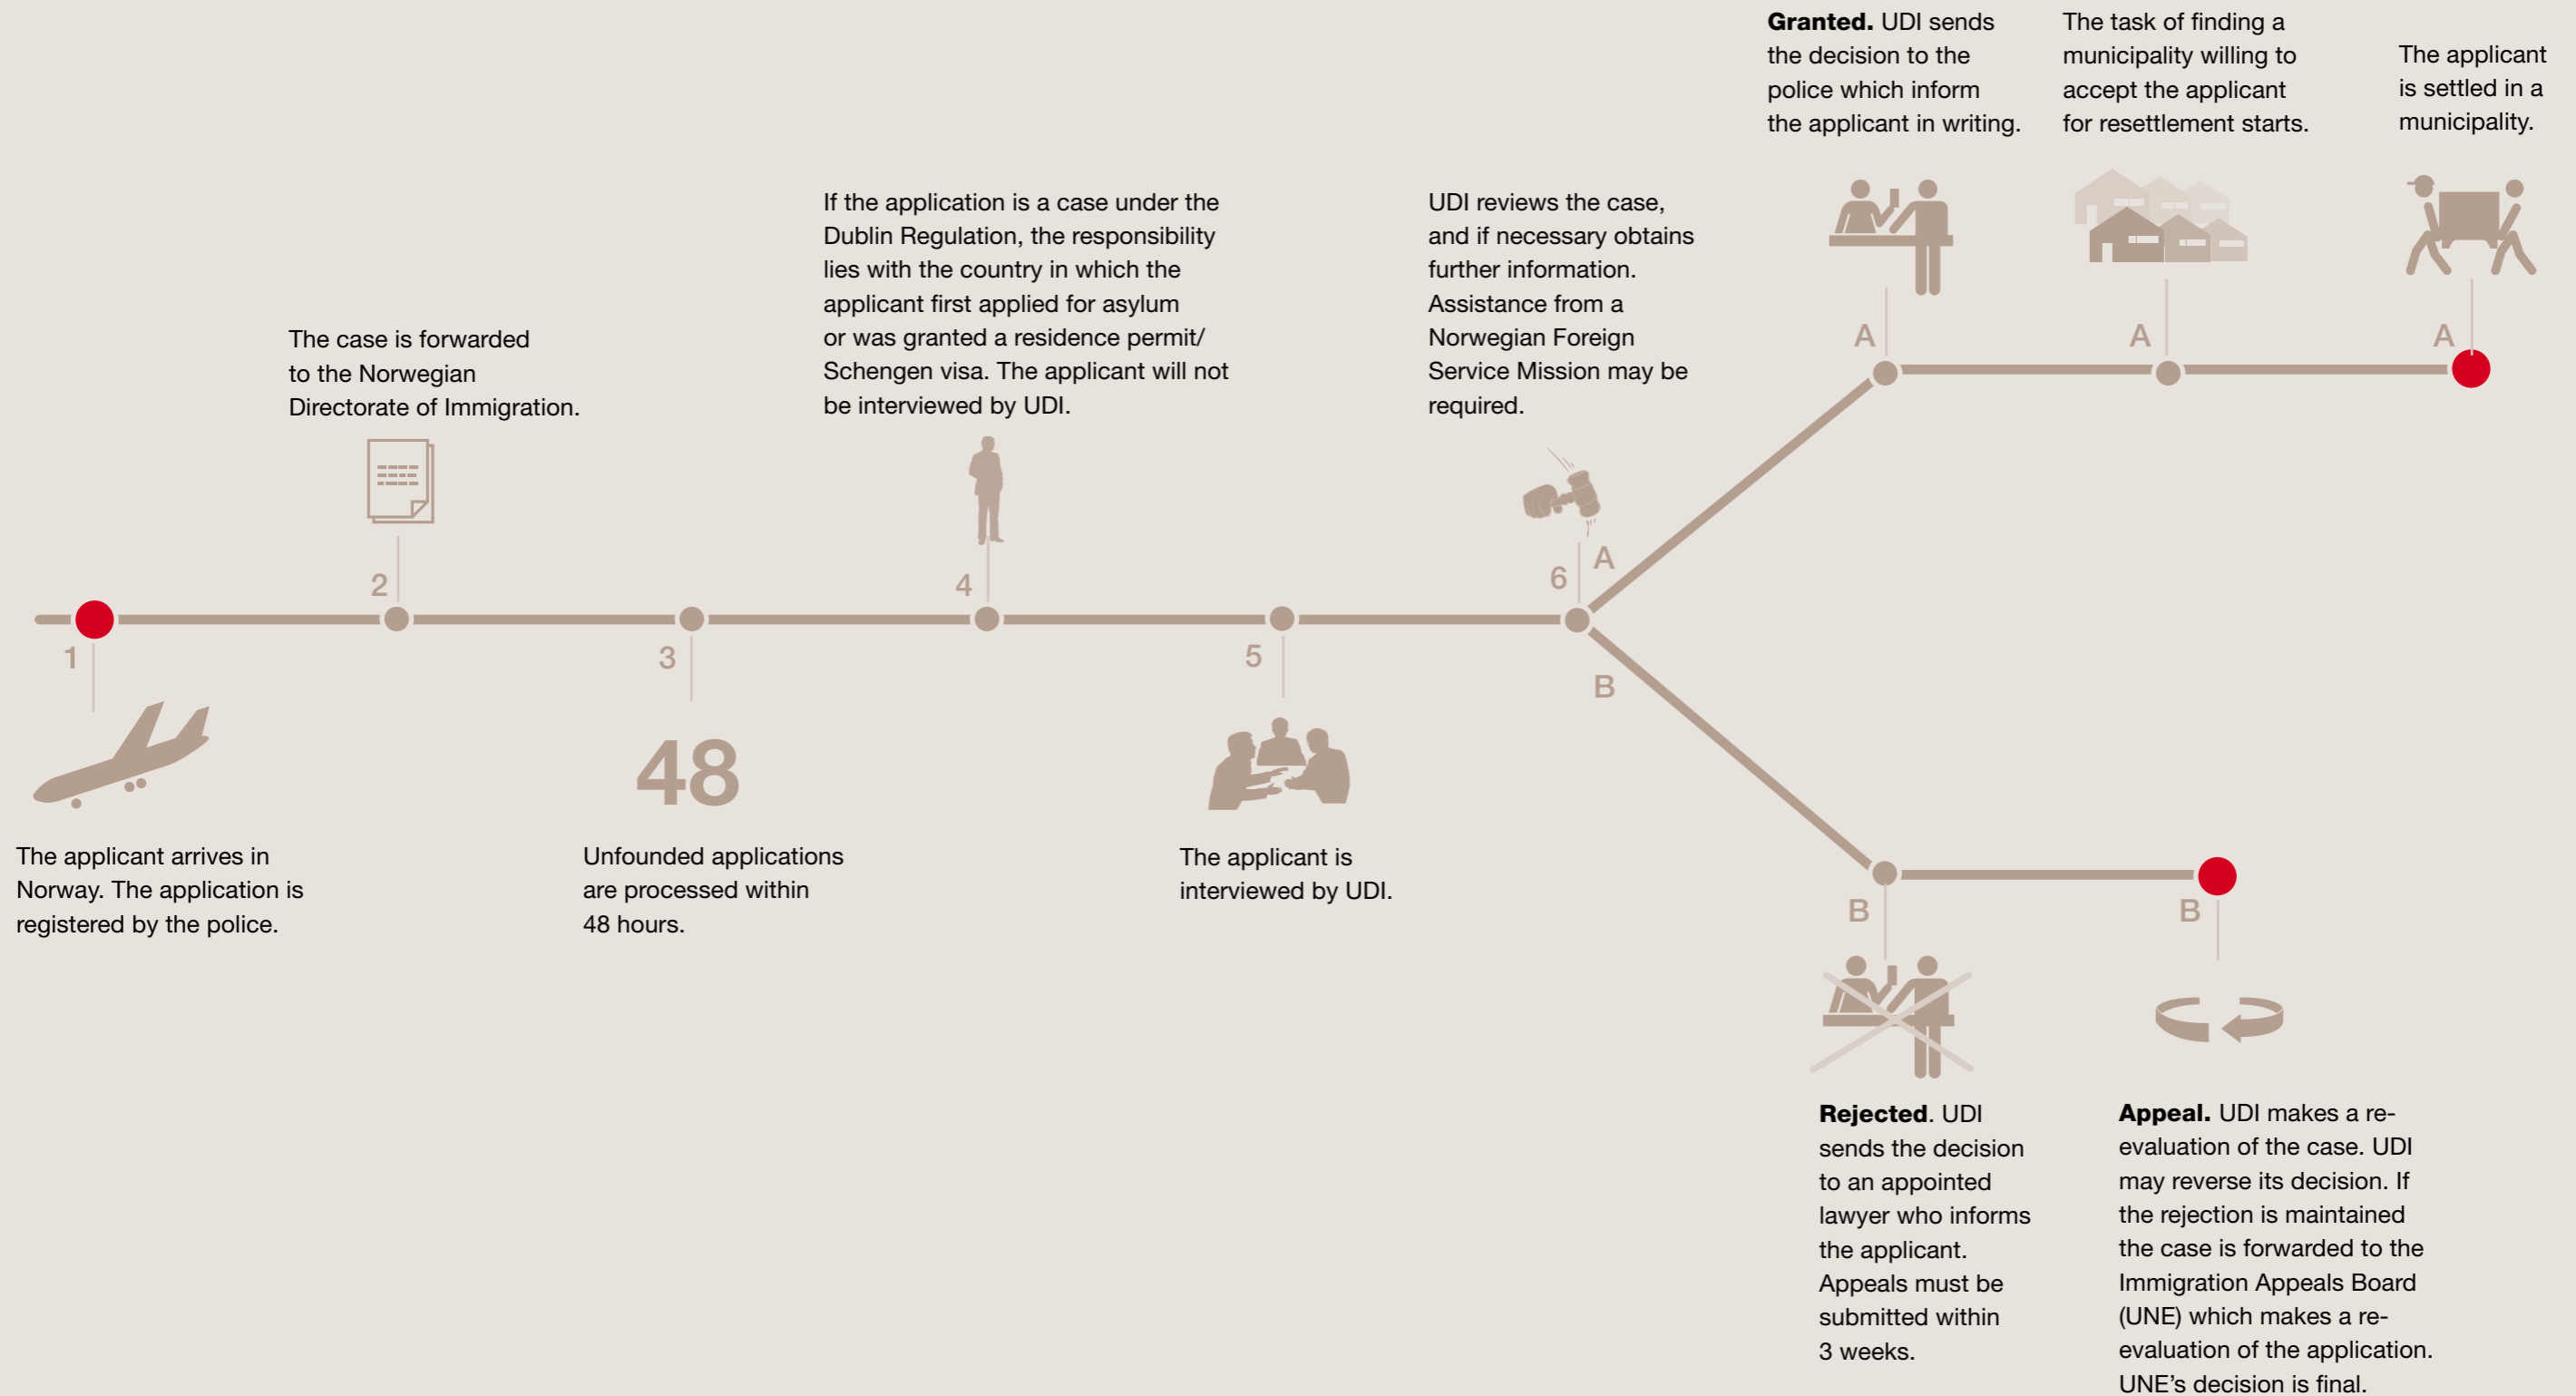 1
The applicant arrives in
Norway. The application is
registered by the police.
The case is forwarded
to the Norwegian
Directorate of Immigration.
2
3
48
Unfounded applications
are processed within
48 hours.
If the application is a case under the
Dublin Regulation, the responsibility
lies with the country in which the
applicant first applied for asylum
or was granted a residence permit/
Schengen visa. The applicant will not
be interviewed by UDI.
4
5
The applicant is
interviewed by UDI.
UDI reviews the case,
and if necessary obtains
further information.
Assistance from a
Norwegian Foreign
Service Mission may be
required.
6
A
B
Granted. UDI sends
the decision to the
police which inform
the applicant in writing.
A
The task of finding a
municipality willing to
accept the applicant
for resettlement starts.
A
The applicant
is settled in a
municipality.
A
B
Rejected. UDI
sends the decision
to an appointed
lawyer who informs
the applicant.
Appeals must be
submitted within
3 weeks.
B
Appeal. UDI makes a re-
evaluation of the case. UDI
may reverse its decision. If
the rejection is maintained
the case is forwarded to the
Immigration Appeals Board
(UNE) which makes a re-
evaluation of the application.
UNE’s decision is final.